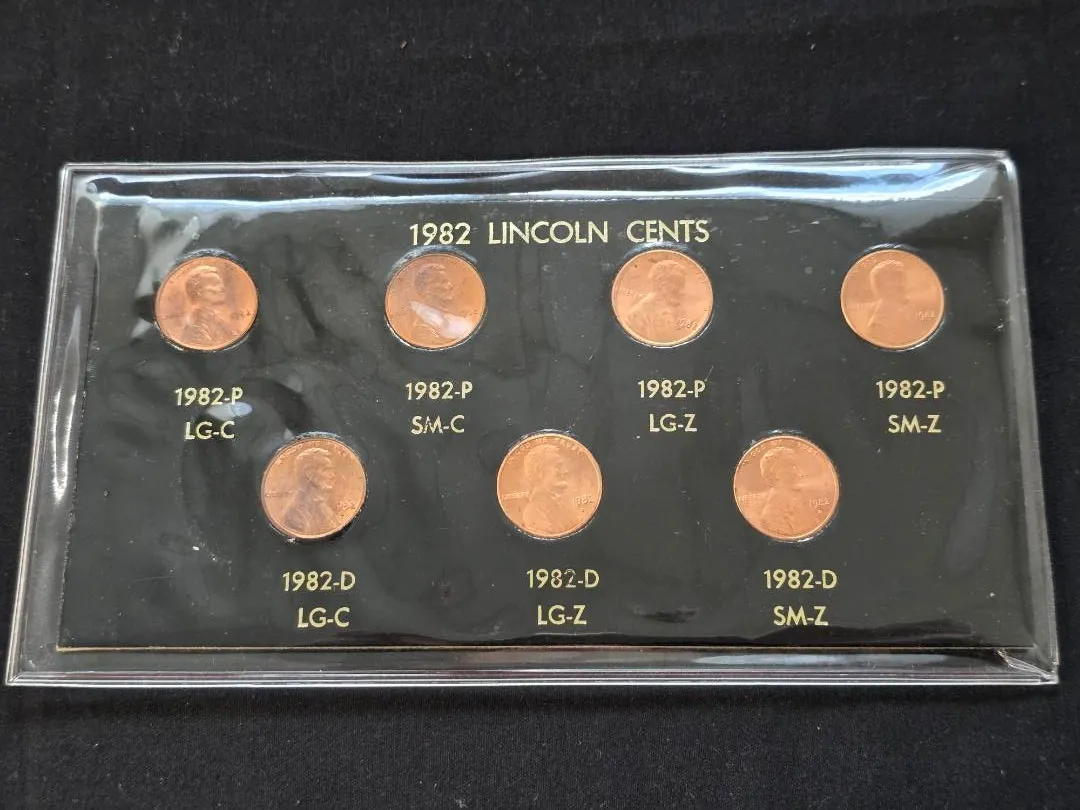 1982 LINCOLN CENTS
1982-P
LG-C
1982-P
SM-C
1982-P
LG-Z
1982-P
SM-Z
1982-D
LG-C
1982-D
LG-Z
1982-D
SM-Z